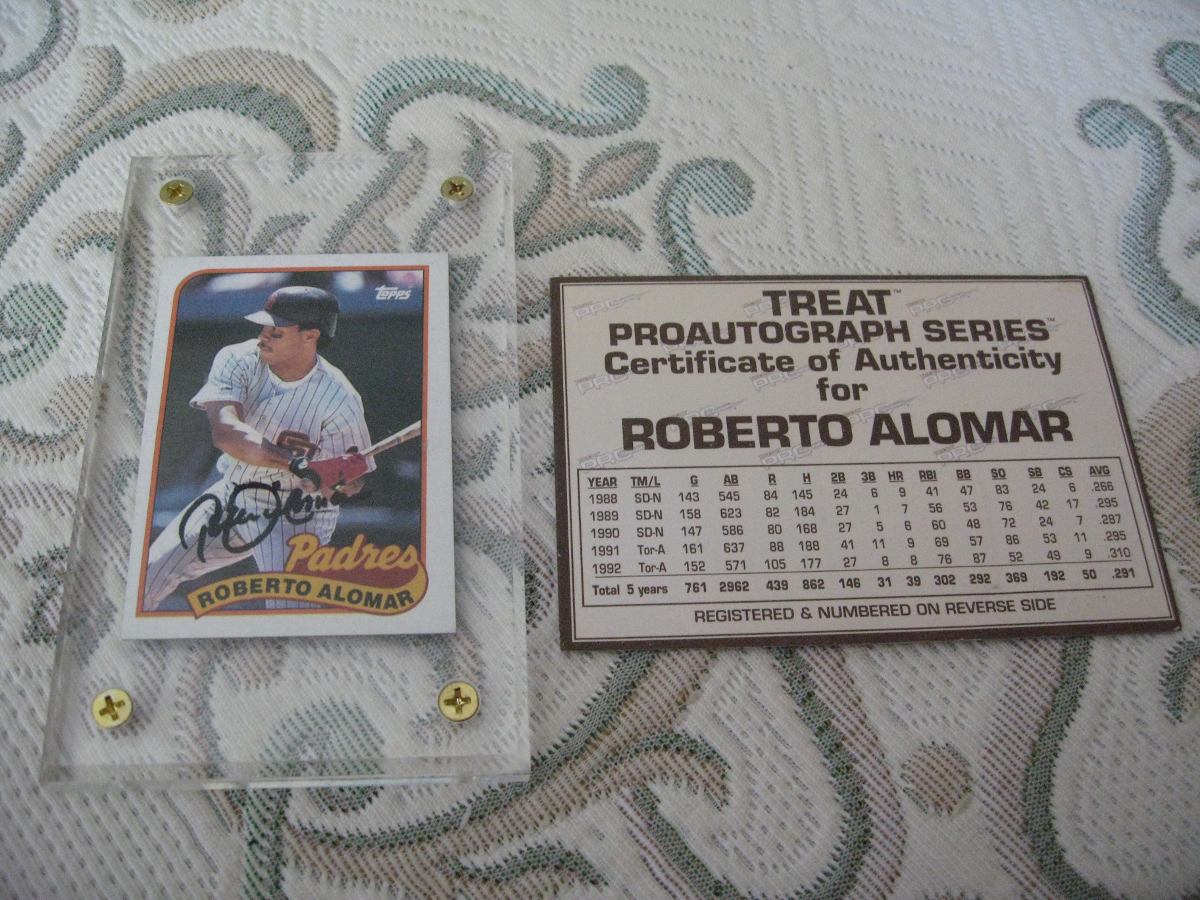 topps
Padres
ROBERTO ALOMAR
TREAT™
PROAUTOGRAPH SERIES™
Certificate of Authenticity
for
ROBERTO ALOMAR
YEAR TM/L G AB R H 2B 3B HR RBI BB SO SB CS AVG
1988 SD-N 143 545 84 145 24 6 9 41 47 83 24 6 .266
1989 SD-N 158 623 82 184 27 1 7 56 53 76 42 17 .295
1990 SD-N 147 586 80 168 27 5 6 60 48 72 24 7 .287
1991 Tor-A 161 637 88 188 41 11 9 69 57 86 53 11 .295
1992 Tor-A 152 571 105 177 27 8 8 76 87 52 49 9 .310
Total 5 years 761 2962 439 862 146 31 39 302 292 369 192 50 .291
REGISTERED & NUMBERED ON REVERSE SIDE